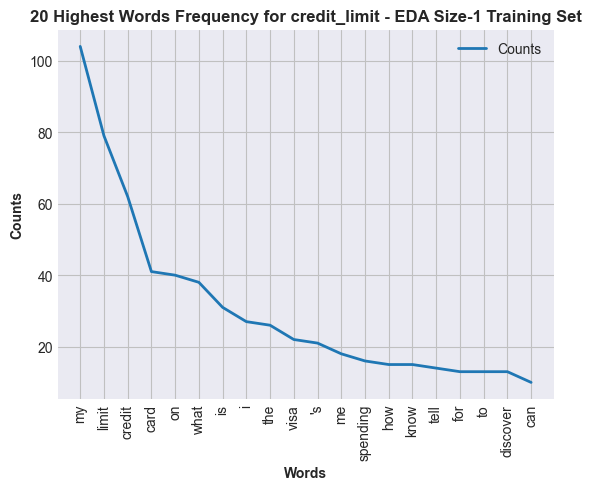 20 Highest Words Frequency for credit_limit - EDA Size-1 Training Set
Counts
100
80
60
40
20
Counts
my
limit
credit
card
on
what
is
i
the
visa
's
me
spending
how
know
tell
for
to
discover
can
Words